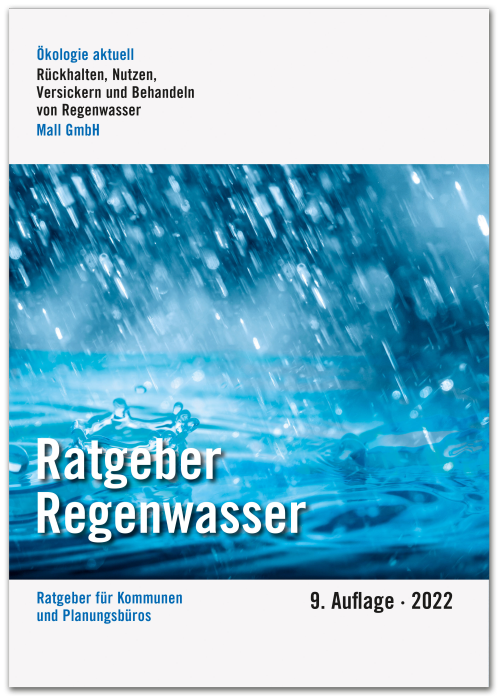 Ökologie aktuell
Rückhalten, Nutzen,
Versickern und Behandeln
von Regenwasser
Mall GmbH
Ratgeber
Regenwasser
Ratgeber für Kommunen
und Planungsbüros
9. Auflage · 2022